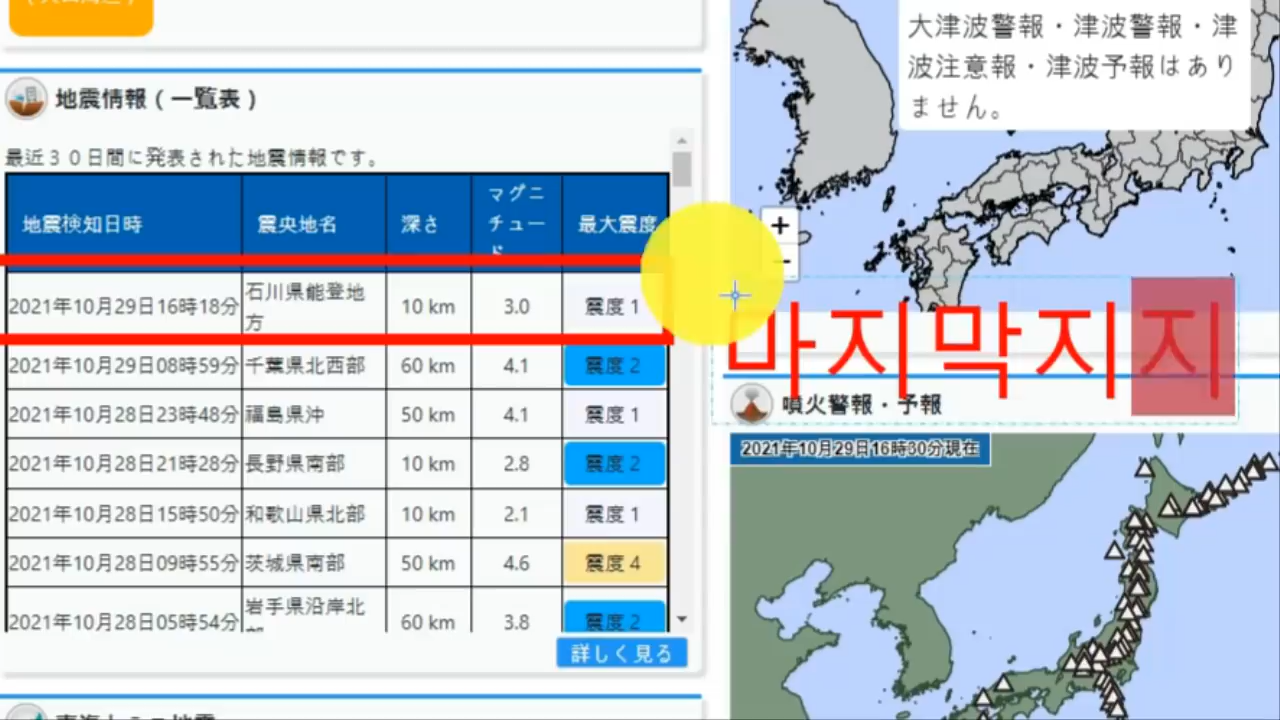 地震情報 ( 一覧表 )
最近３０日間に発表された地震情報です。
地震検知日時 震央地名 深さ マグニチュード 最大震度
2021年10月29日16時18分 石川県能登地方 10 km 3.0 震度 1
2021年10月29日08時59分 千葉県北西部 60 km 4.1 震度 2
2021年10月28日23時48分 福島県沖 50 km 4.1 震度 1
2021年10月28日21時28分 長野県南部 10 km 2.8 震度 2
2021年10月28日15時50分 和歌山県北部 10 km 2.1 震度 1
2021年10月28日09時55分 茨城県南部 50 km 4.6 震度 4
2021年10月28日05時54分 岩手県沿岸北 60 km 3.8 震度 2
詳しく見る
大津波警報・津波警報・津
波注意報・津波予報はあり
ません。
+
−
마지막지지
噴火警報・予報
2021年10月29日16時30分現在